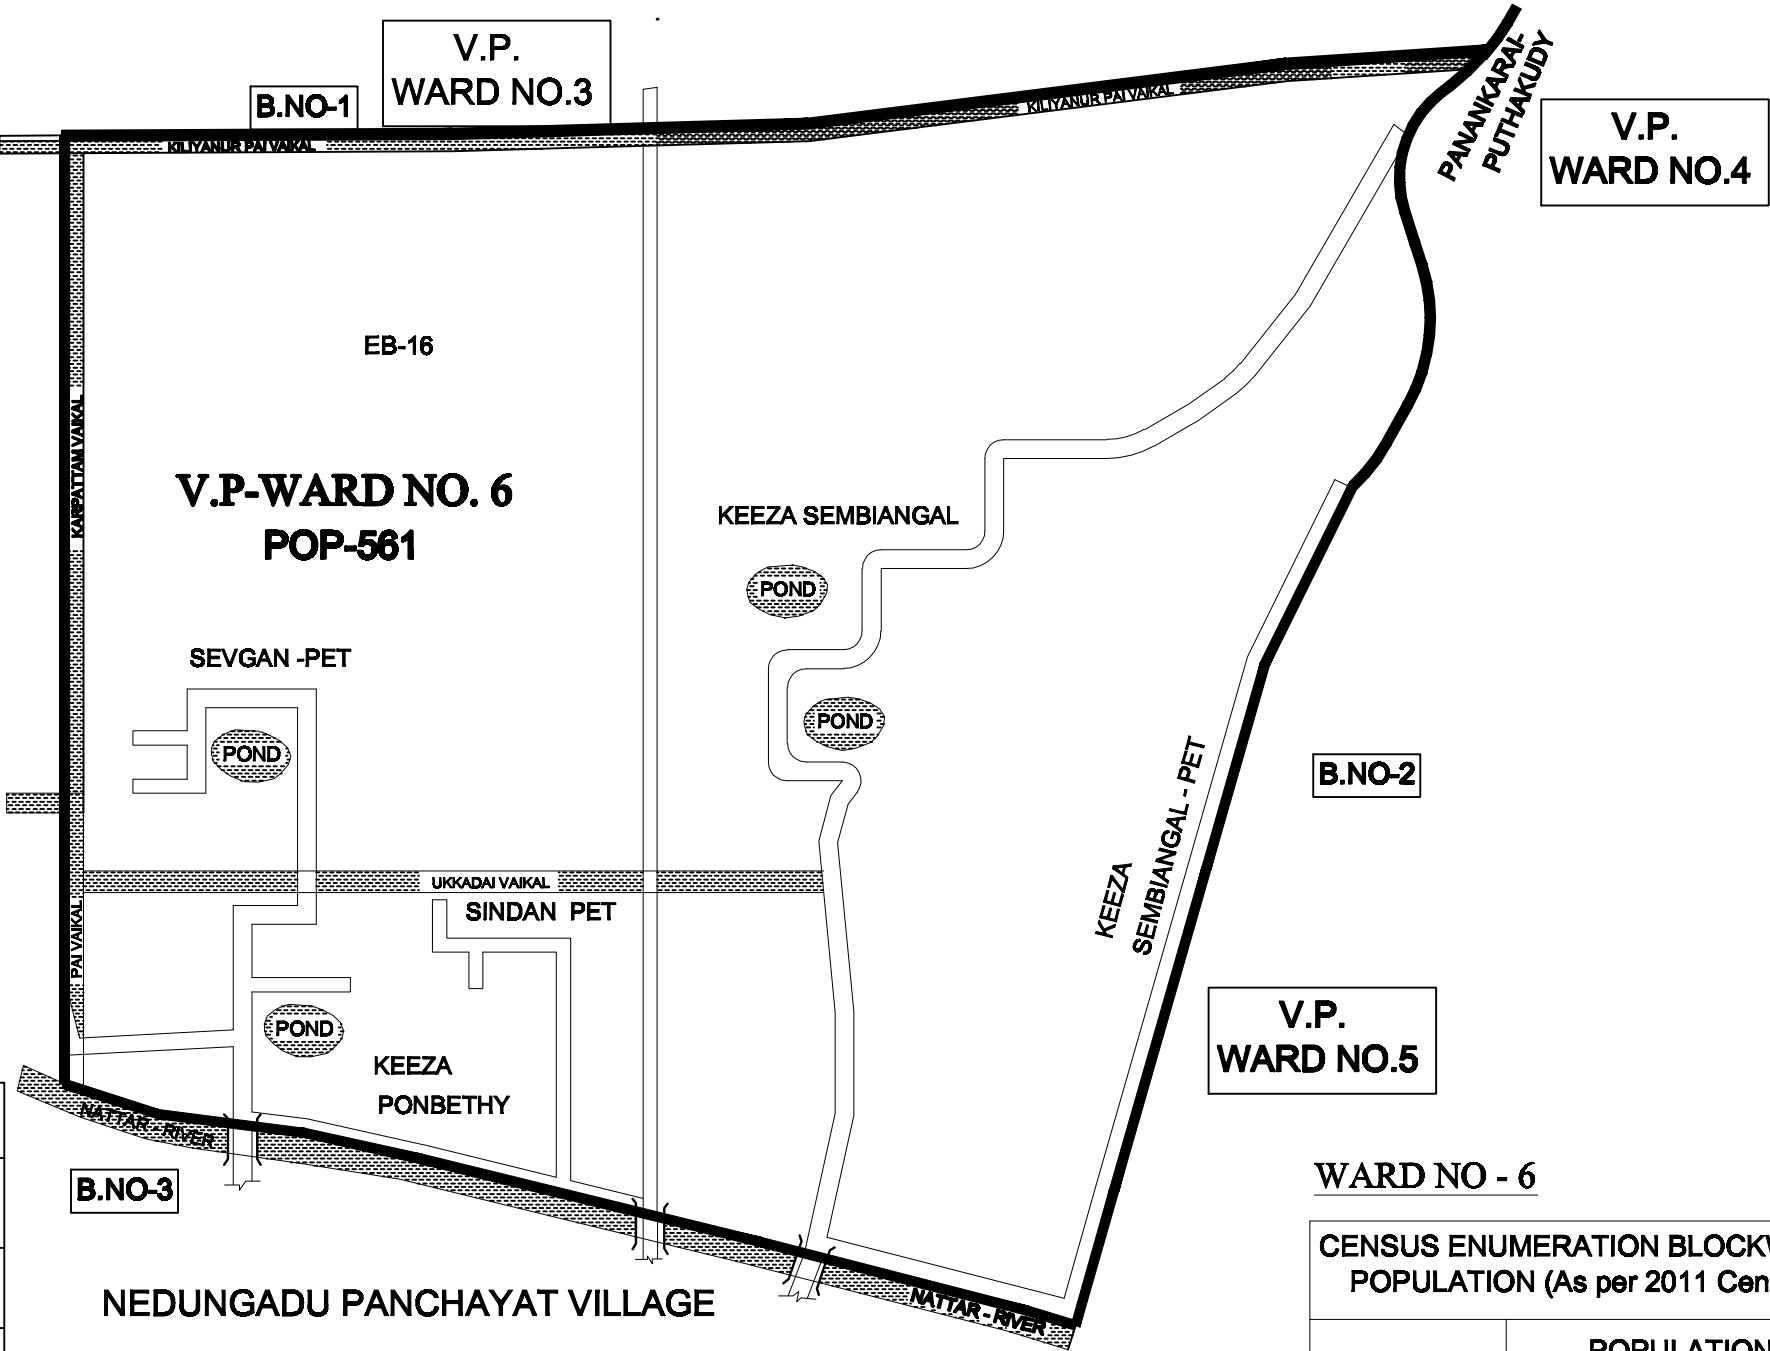 V.P.
WARD NO.3
B.NO-1
PANANKARAI-
PUTHAKUDY
V.P.
WARD NO.4
KILIYANUR PAI VAIKAL
KILIYANUR PAI VAIKAL
EB-16
KARPATTAM VAIKAL
V.P-WARD NO. 6
POP-561
KEEZA SEMBIANGAL
POND
SEVGAN -PET
POND
POND
B.NO-2
KEEZA
SEMBIANGAL - PET
UKKADAI VAIKAL
SINDAN PET
PAI VAIKAL
POND
KEEZA
PONBETHY
V.P.
WARD NO.5
NATTAR - RIVER
B.NO-3
WARD NO - 6
NEDUNGADU PANCHAYAT VILLAGE
NATTAR - RIVER
CENSUS ENUMERATION
POPULATION (As per 2011
POPULATION